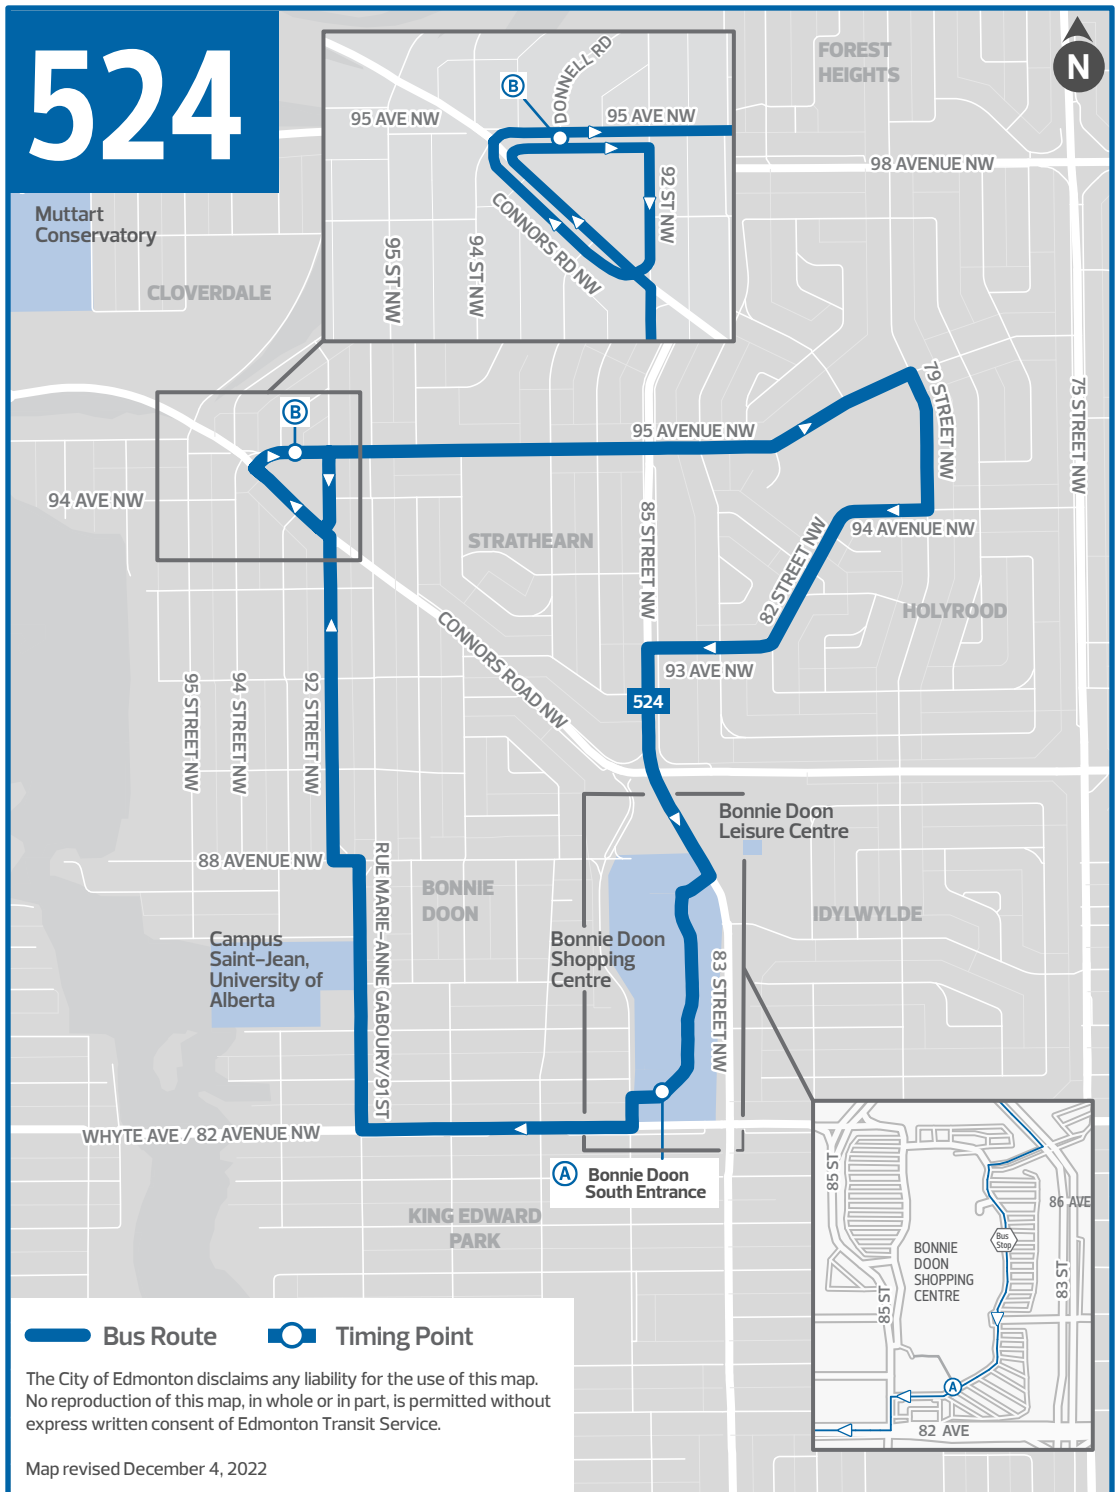 524
N
FOREST
HEIGHTS
B
DONNELL RD
95 AVE NW
95 AVE NW
92 ST NW
CONNORS RD NW
95 ST NW
94 ST NW
98 AVENUE NW
Muttart
Conservatory
CLOVERDALE
79 STREET NW
75 STREET NW
B
95 AVENUE NW
94 AVE NW
STRATHEARN
85 STREET NW
82 STREET NW
94 AVENUE NW
HOLYROOD
CONNORS ROAD NW
93 AVE NW
95 STREET NW
94 STREET NW
92 STREET NW
524
Bonnie Doon
Leisure Centre
88 AVENUE NW
RUE MARIE-ANNE GABOURY/91 ST
BONNIE
DOON
IDYLWYLDE
Campus
Saint-Jean,
University of
Alberta
Bonnie Doon
Shopping
Centre
83 STREET NW
WHYTE AVE / 82 AVENUE NW
A Bonnie Doon
South Entrance
KING EDWARD
PARK
85 ST
86 AVE
Bus
Stop
BONNIE
DOON
SHOPPING
CENTRE
85 ST
83 ST
A
82 AVE
Bus Route
Timing Point
The City of Edmonton disclaims any liability for the use of this map.
No reproduction of this map, in whole or in part, is permitted without
express written consent of Edmonton Transit Service.
Map revised December 4, 2022